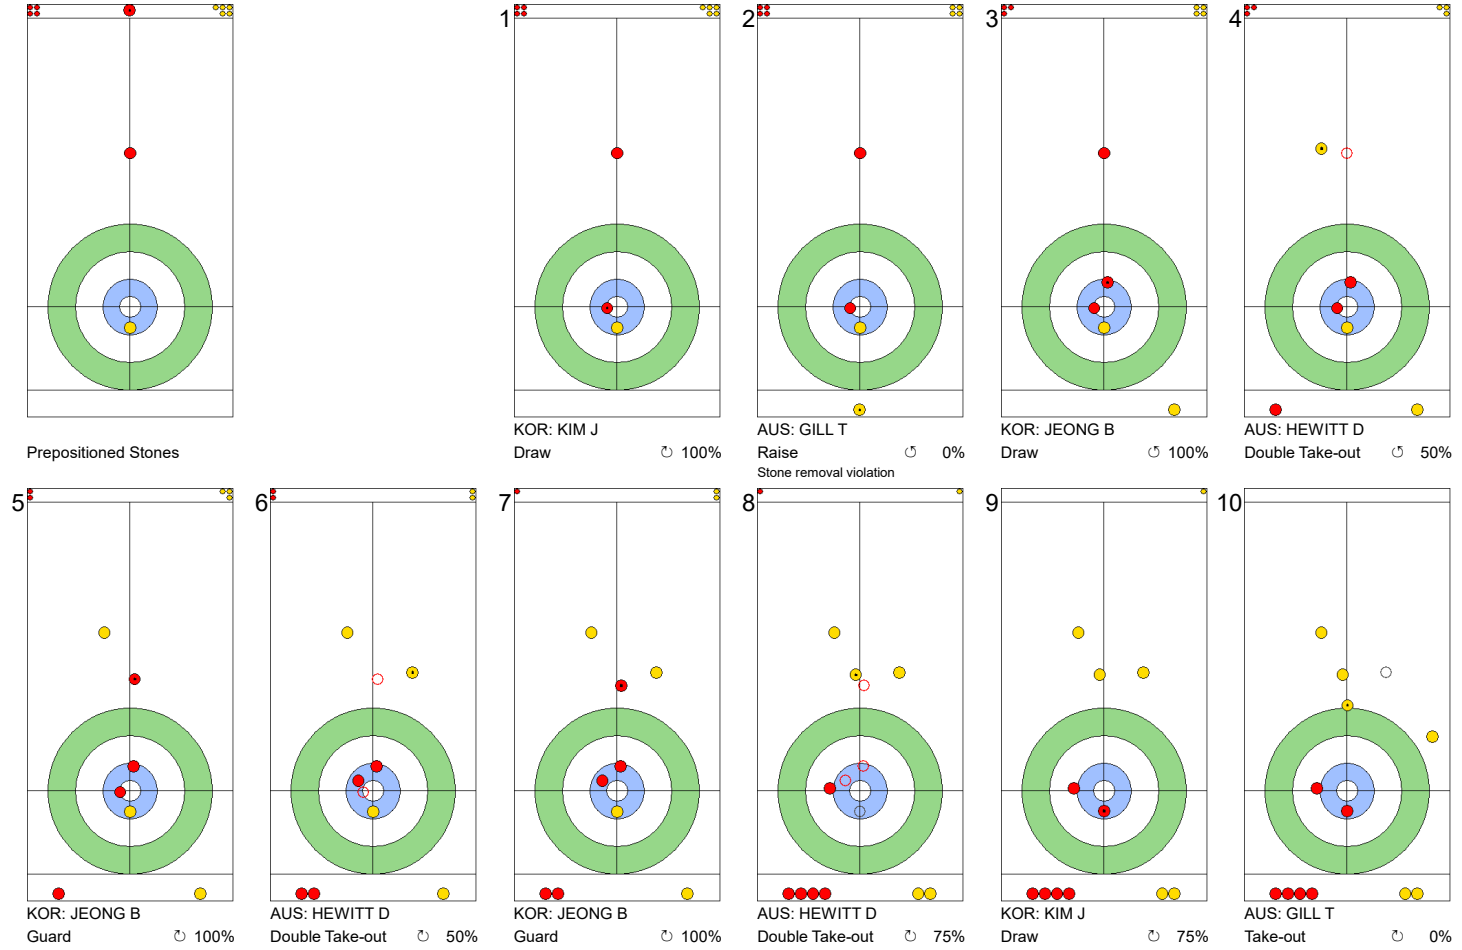 1
2
3
4
Prepositioned Stones
KOR: KIM J
Draw ↻ 100%
AUS: GILL T
Raise ↺ 0%
Stone removal violation
KOR: JEONG B
Draw ↺ 100%
AUS: HEWITT D
Double Take-out ↺ 50%
5
6
7
8
9
10
KOR: JEONG B
Guard ↻ 100%
AUS: HEWITT D
Double Take-out ↻ 50%
KOR: JEONG B
Guard ↻ 100%
AUS: HEWITT D
Double Take-out ↻ 75%
KOR: KIM J
Draw ↻ 75%
AUS: GILL T
Take-out ↻ 0%